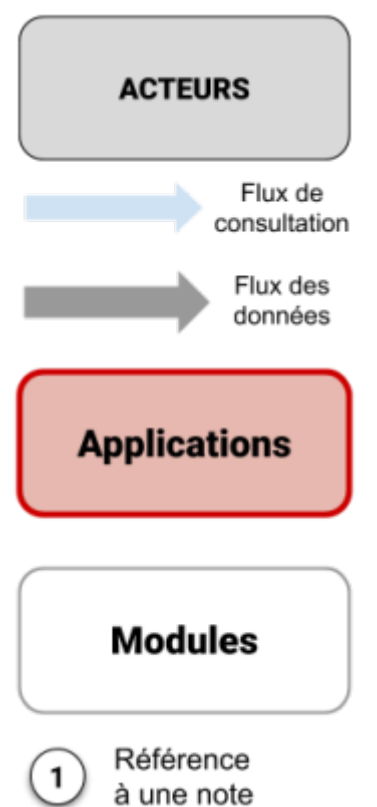 ACTEURS
Flux de
consultation
Flux des
données
Applications
Modules
1
Référence
à une note